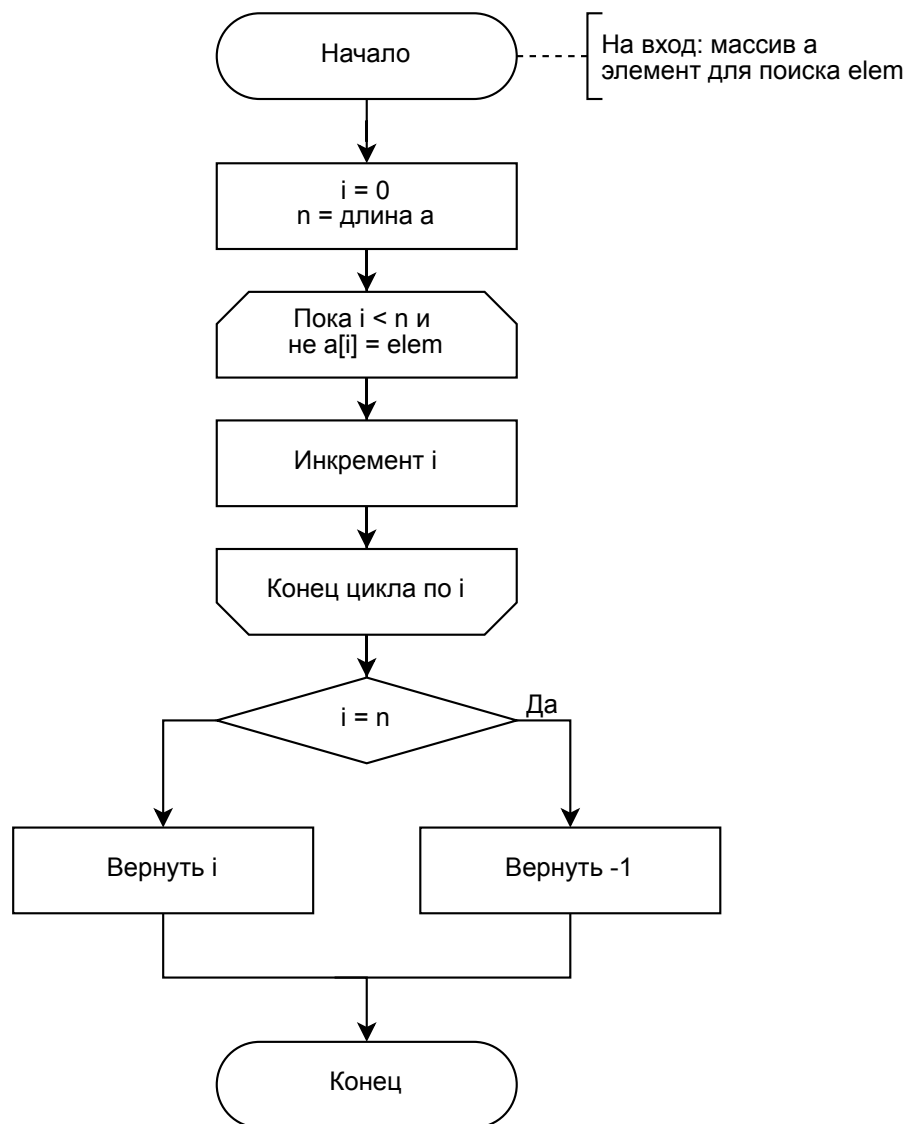 Начало
На вход: массив a
элемент для поиска elem
i = 0
n = длина a
Пока i < n и
не a[i] = elem
Инкремент i
Конец цикла по i
i = n
Да
Вернуть i
Вернуть -1
Конец